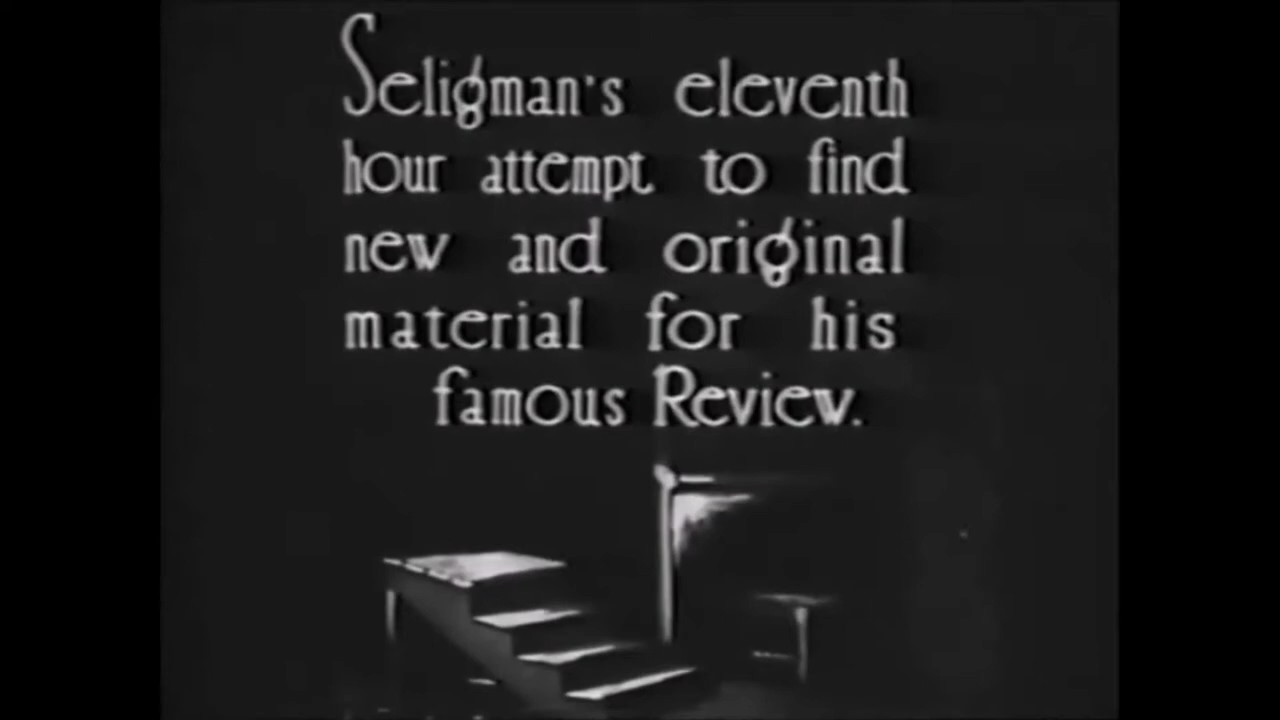 Seligman's eleventh
hour attempt to find
new and original
material for his
famous Review.